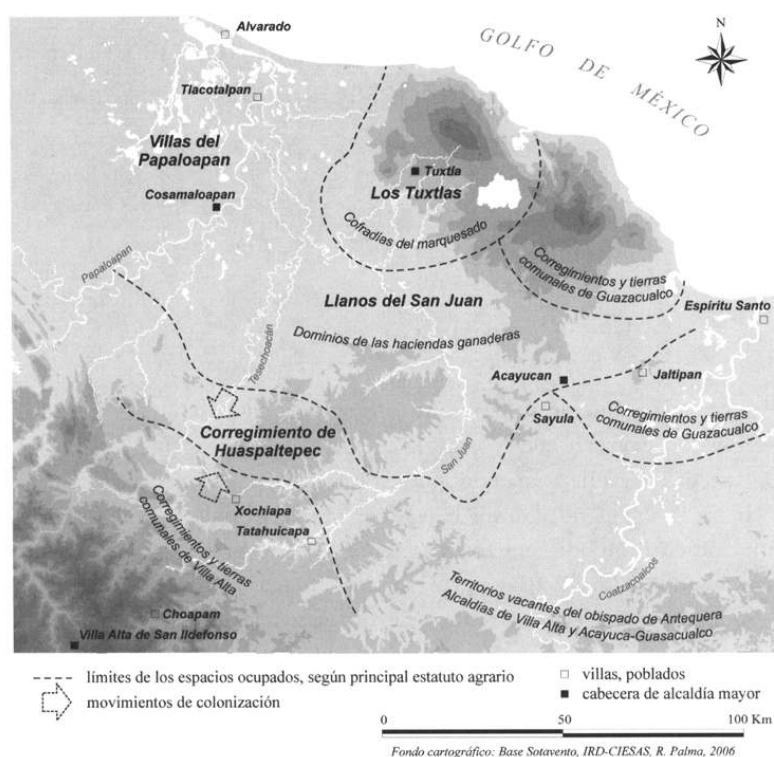 Alvarado
N
GOLFO DE MÉXICO
Tlacotalpan
Villas del
Papaloapan
Tuxtla
Los Tuxtlas
Cosamaloapan
Cofradías del marquesado
Papaloapan
Corregimientos y tierras
comunales de Guazacualco
Llanos del San Juan
Espíritu Santo
Dominios de las haciendas ganaderas
Tesechoacán
Acayucan
Jaltipan
Sayula
Corregimientos y tierras
comunales de Guazacualco
Corregimiento de
Huaspaltepec
San Juan
Xochiapa
Tatahuicapa
Corregimientos y tierras
comunales de Villa Alta
Coatzacoalcos
Territorios vacantes del obispado de Antequera
Alcaldías de Villa Alta y Acayuca-Guasacualco
Choapam
Villa Alta de San Ildefonso
límites de los espacios ocupados, según principal estatuto agrario
movimientos de colonización
villas, poblados
cabecera de alcaldía mayor
0 50 100 Km
Fondo cartográfico: Base Sotavento, IRD-CIESAS, R. Palma, 2006